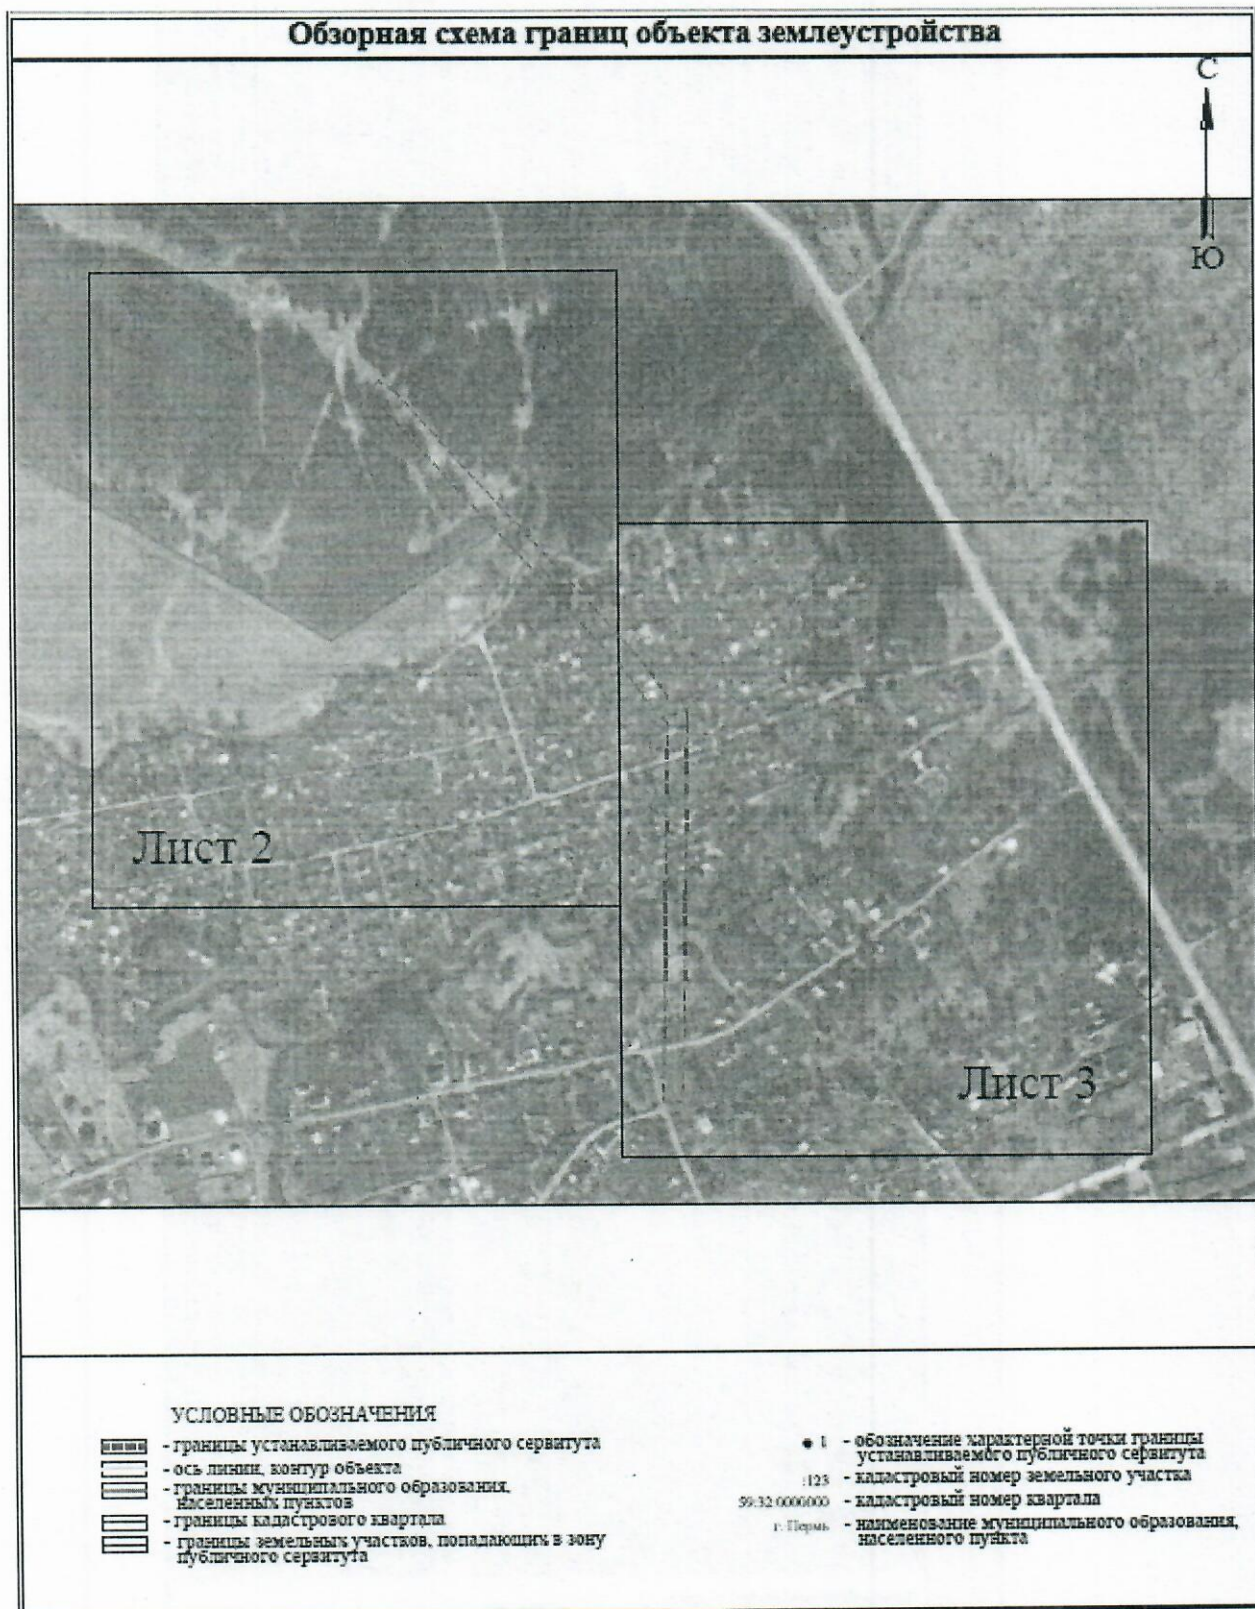 Обзорная схема границ объекта землеустройства
С
Ю
Лист 2
Лист 3
УСЛОВНЫЕ ОБОЗНАЧЕНИЯ
- границы устанавливаемого публичного сервитута
- ось линии, контур объекта
- границы муниципального образования,
населенных пунктов
- границы кадастрового квартала
- границы земельных участков, попадающих в зону
публичного сервитута
1 - обозначение характерной точки границы
устанавливаемого публичного сервитута
:123 - кадастровый номер земельного участка
59:32:0000000 - кадастровый номер квартала
г. Пермь - наименование муниципального образования,
населенного пункта